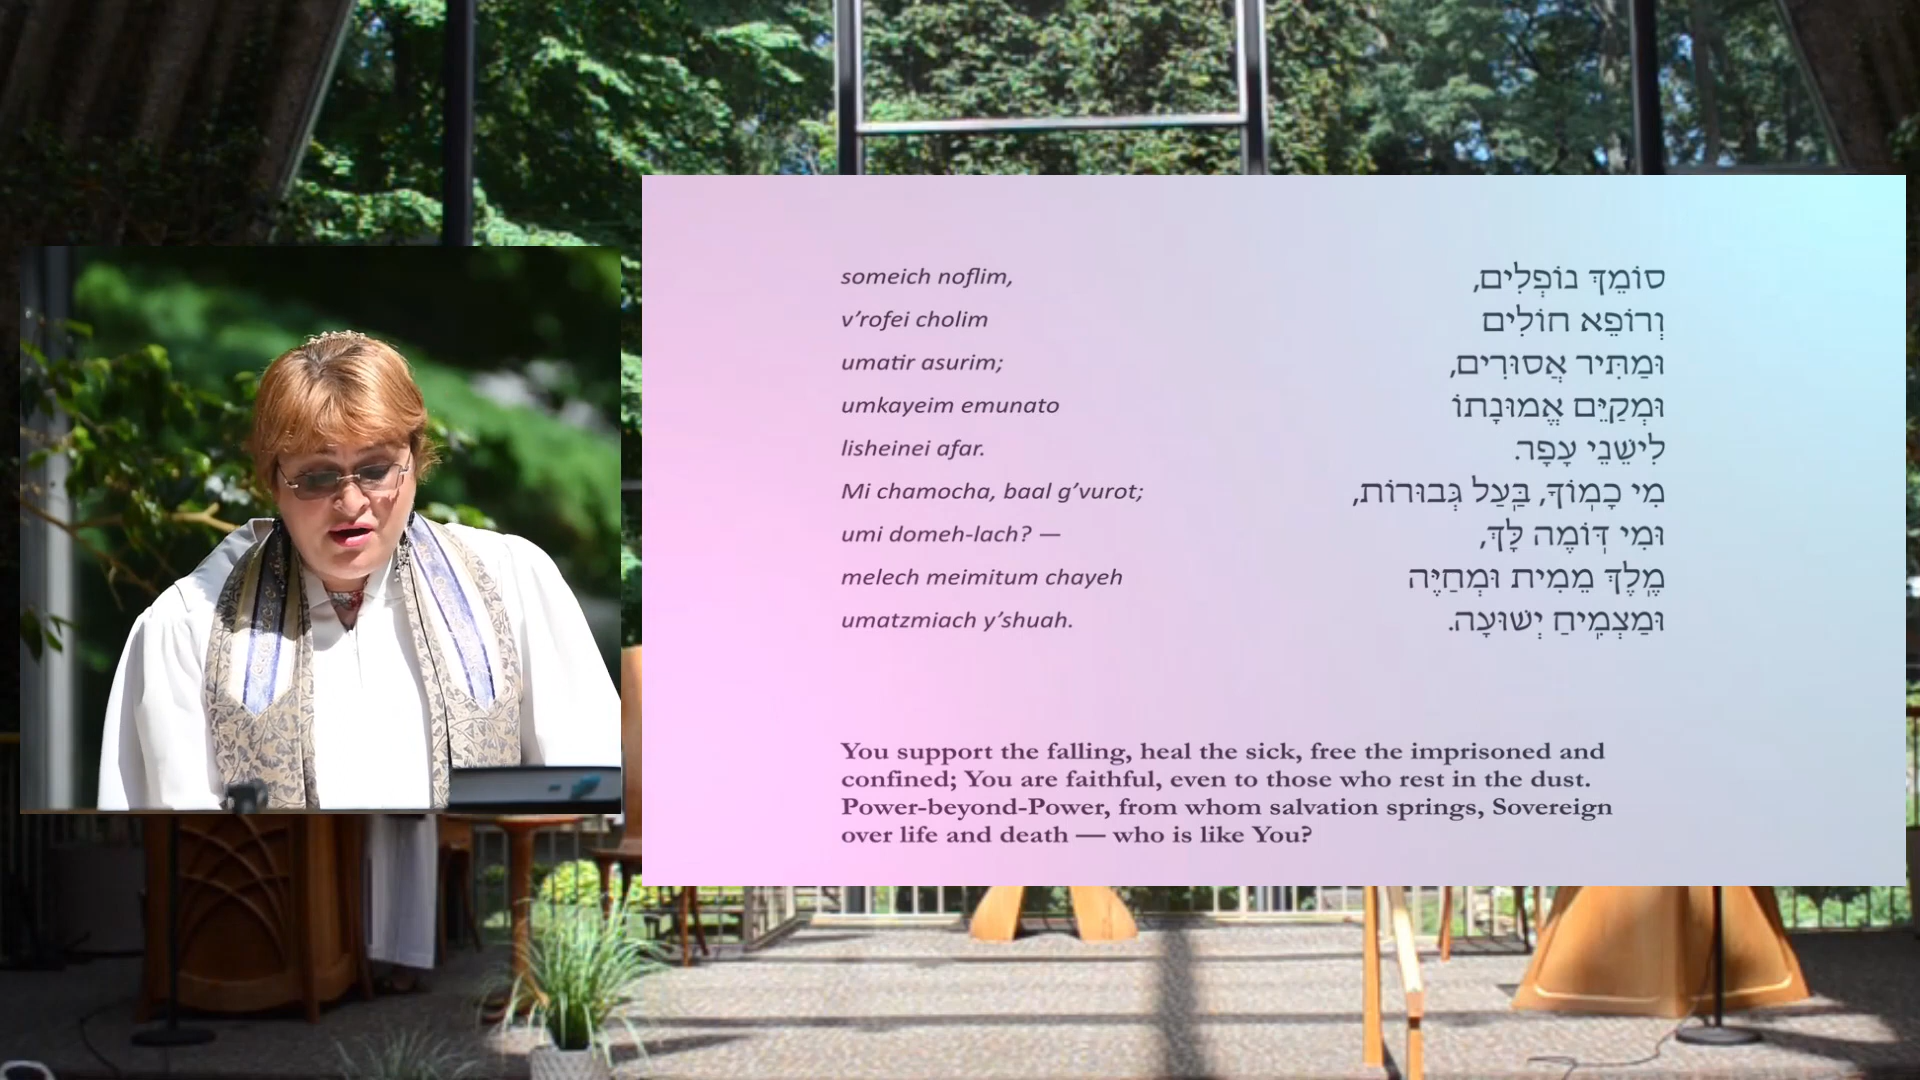 someich noflim,
v’rofei cholim
umatir asurim;
umkayeim emunato
lisheinei afar.
Mi chamocha, baal g’vurot;
umi domeh-lach? —
melech meimitum chayeh
umatzmiach y’shuah.
סוֹמֵךְ נוֹפְלִים,
וְרוֹפֵא חוֹלִים
וּמַתִּיר אֲסוּרִים,
וּמְקַיֵּם אֱמוּנָתוֹ
לִישֵׁנֵי עָפָר.
מִי כָמֽוֹךָ, בַּֽעַל גְּבוּרוֹת,
וּמִי דּֽוֹמֶה לָּךְ,
מֶֽלֶךְ מֵמִית וּמְחַיֶּה
וּמַצְמִֽיחַ יְשׁוּעָה.
You support the falling, heal the sick, free the imprisoned and
confined; You are faithful, even to those who rest in the dust.
Power-beyond-Power, from whom salvation springs, Sovereign
over life and death — who is like You?